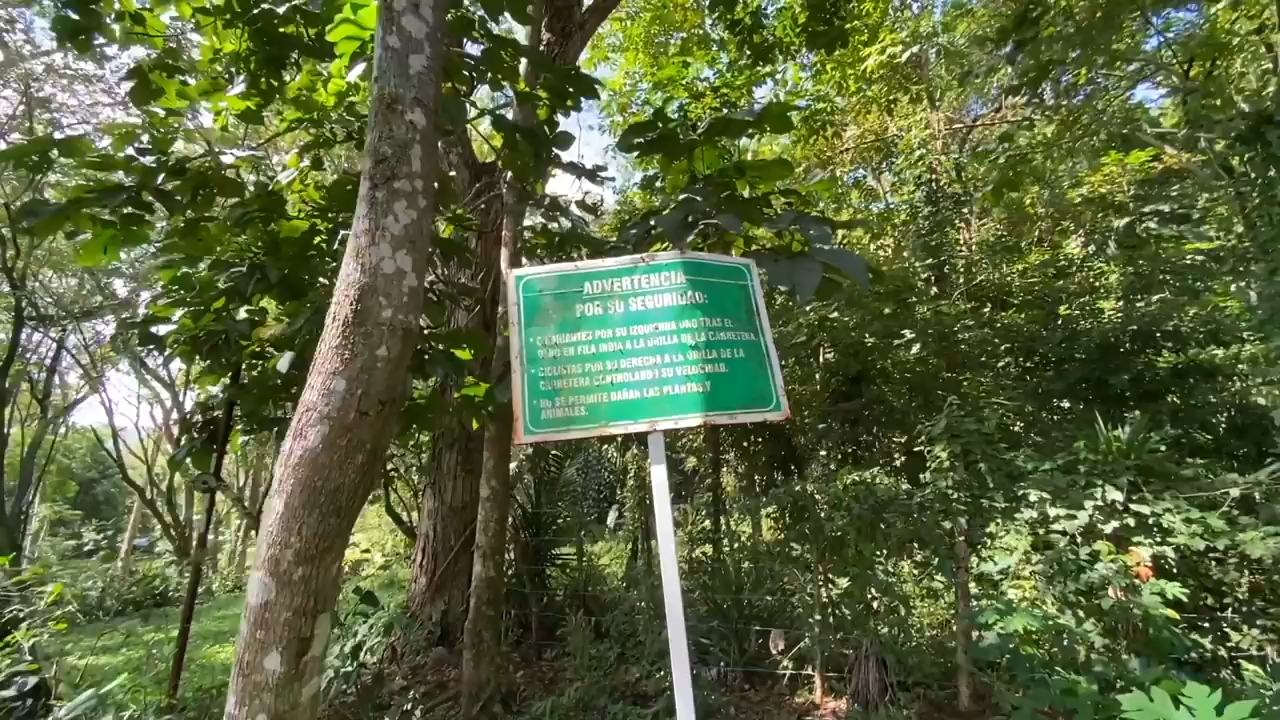 ADVERTENCIA
POR SU SEGURIDAD:
* CAMINANTES POR SU IZQUIERDA UNO TRAS EL
OTRO EN FILA INDIA A LA ORILLA DE LA CARRETERA.
* CICLISTAS POR SU DERECHA A LA ORILLA DE LA
CARRETERA CONTROLANDO SU VELOCIDAD.
* NO SE PERMITE DAÑAR LAS PLANTAS Y
ANIMALES.